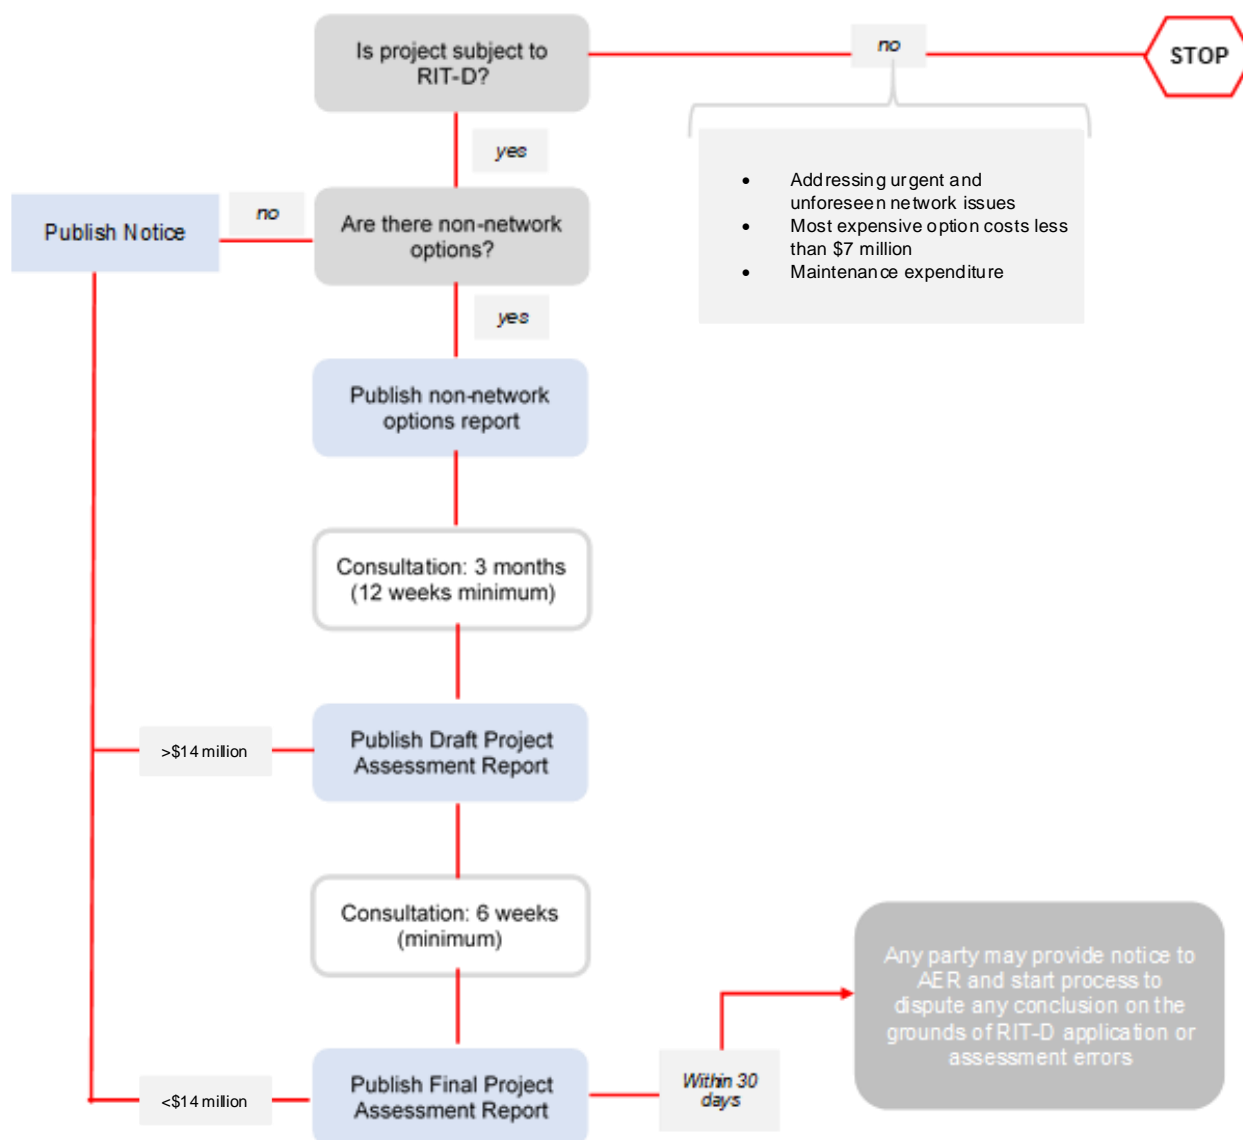 Is project subject to
RIT-D?
no
STOP
yes
• Addressing urgent and
unforeseen network issues
• Most expensive option costs less
than $7 million
• Maintenance expenditure
Publish Notice
no
Are there non-network
options?
yes
Publish non-network
options report
Consultation: 3 months
(12 weeks minimum)
>$14 million
Publish Draft Project
Assessment Report
Consultation: 6 weeks
(minimum)
Any party may provide notice to
AER and start process to
dispute any conclusion on the
grounds of RIT-D application or
assessment errors
<$14 million
Publish Final Project
Assessment Report
Within 30
days